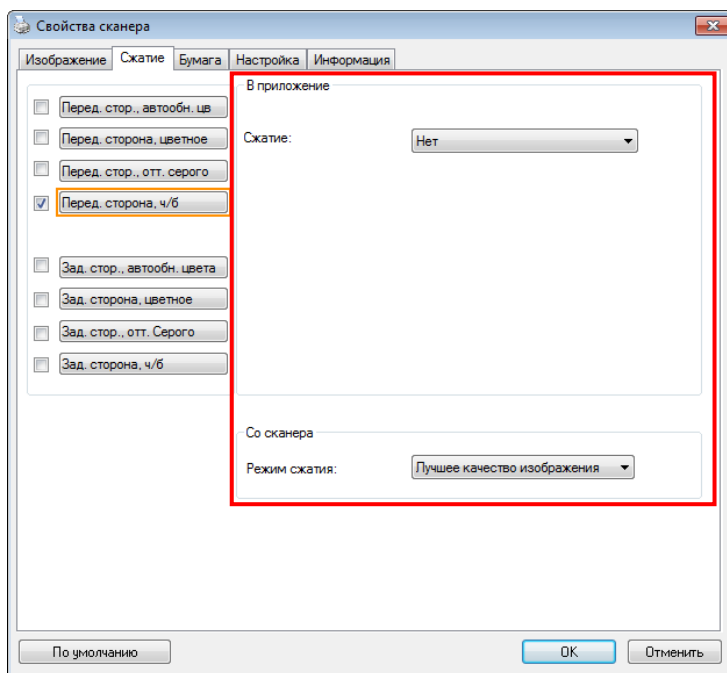 Свойства сканера
Изображение Сжатие Бумага Настройка Информация
Перед. стор., автообн. цв
Перед. сторона, цветное
Перед. стор., отт. серого
Перед. сторона, ч/б
Зад. стор., автообн. цвета
Зад. сторона, цветное
Зад. стор., отт. Серого
Зад. сторона, ч/б
В приложение
Сжатие: Нет
Со сканера
Режим сжатия: Лучшее качество изображения
По умолчанию OK Отменить